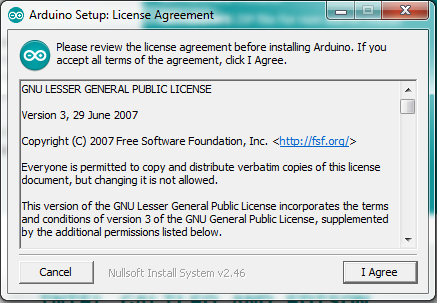 Arduino Setup: License Agreement
Please review the license agreement before installing Arduino. If you
accept all terms of the agreement, click I Agree.
GNU LESSER GENERAL PUBLIC LICENSE
Version 3, 29 June 2007
Copyright (C) 2007 Free Software Foundation, Inc. <http://fsf.org/>
Everyone is permitted to copy and distribute verbatim copies of this license
document, but changing it is not allowed.
This version of the GNU Lesser General Public License incorporates the terms
and conditions of version 3 of the GNU General Public License, supplemented
by the additional permissions listed below.
Cancel
Nullsoft Install System v2.46
I Agree